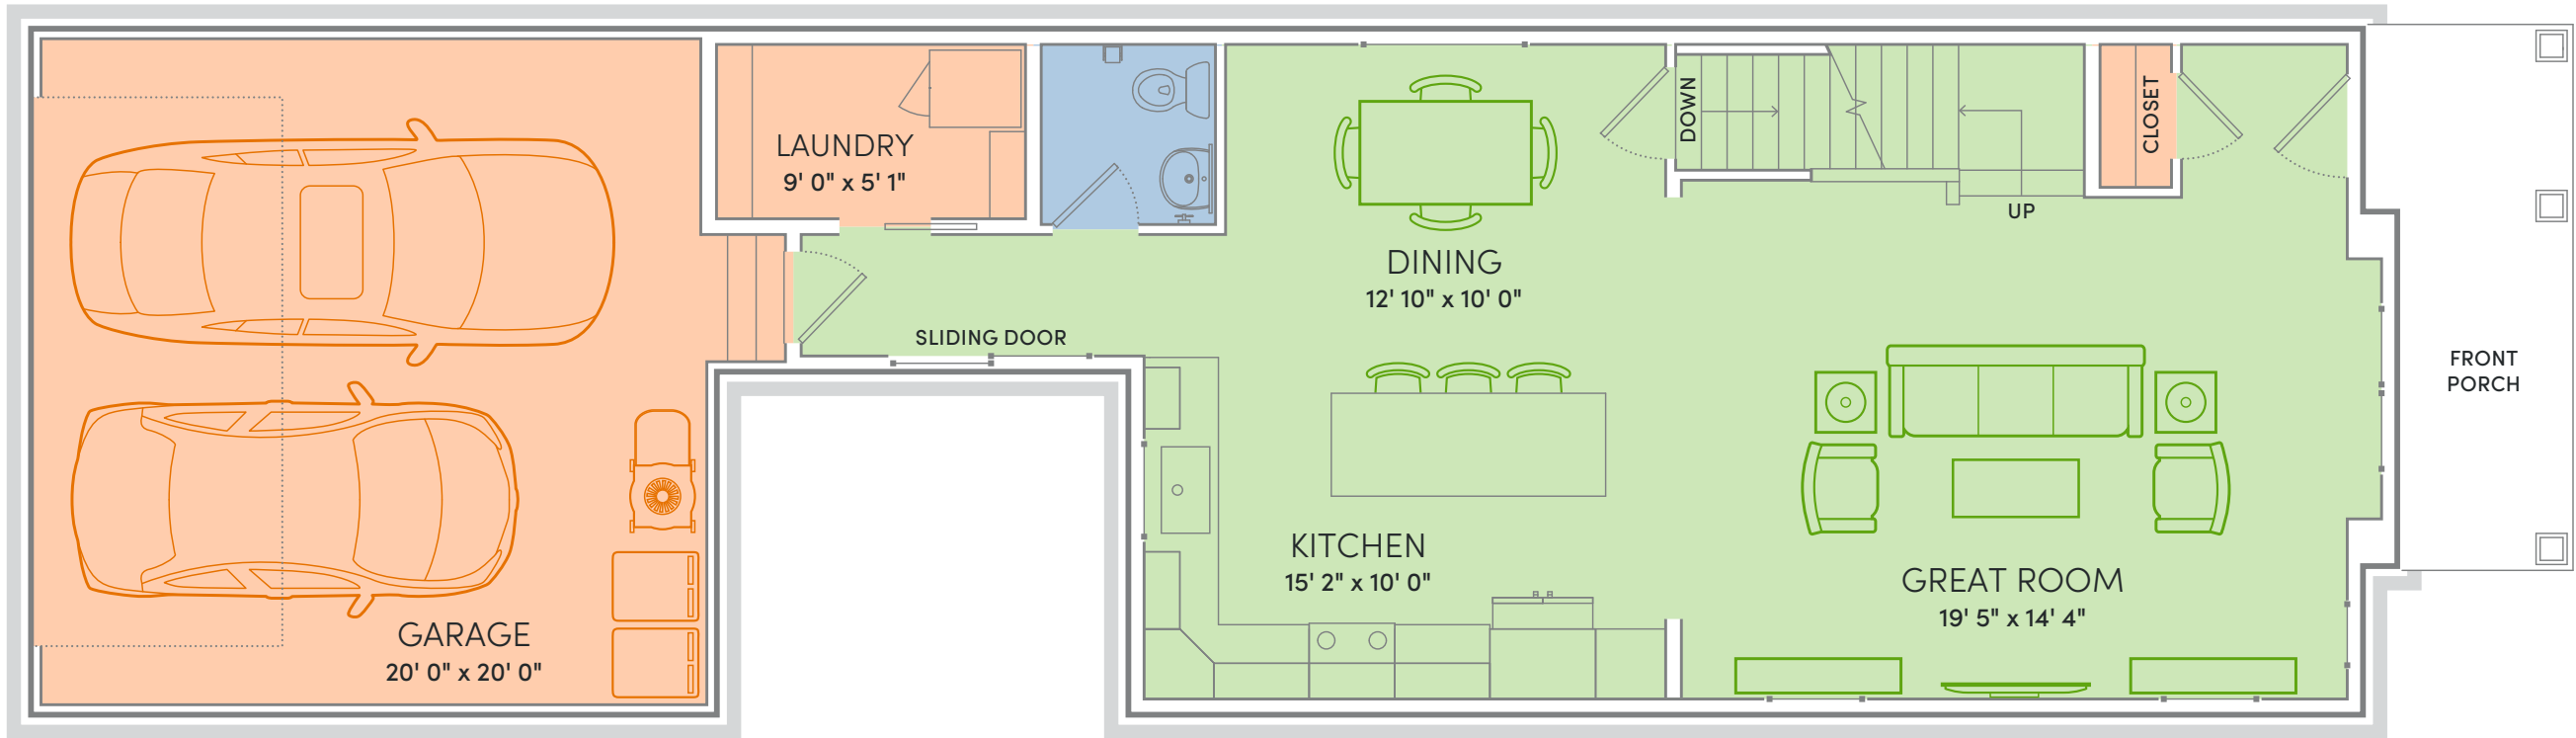 LAUNDRY
9' 0" x 5' 1"
DOWN
CLOSET
UP
DINING
12' 10" x 10' 0"
SLIDING DOOR
FRONT
PORCH
KITCHEN
15' 2" x 10' 0"
GREAT ROOM
19' 5" x 14' 4"
GARAGE
20' 0" x 20' 0"